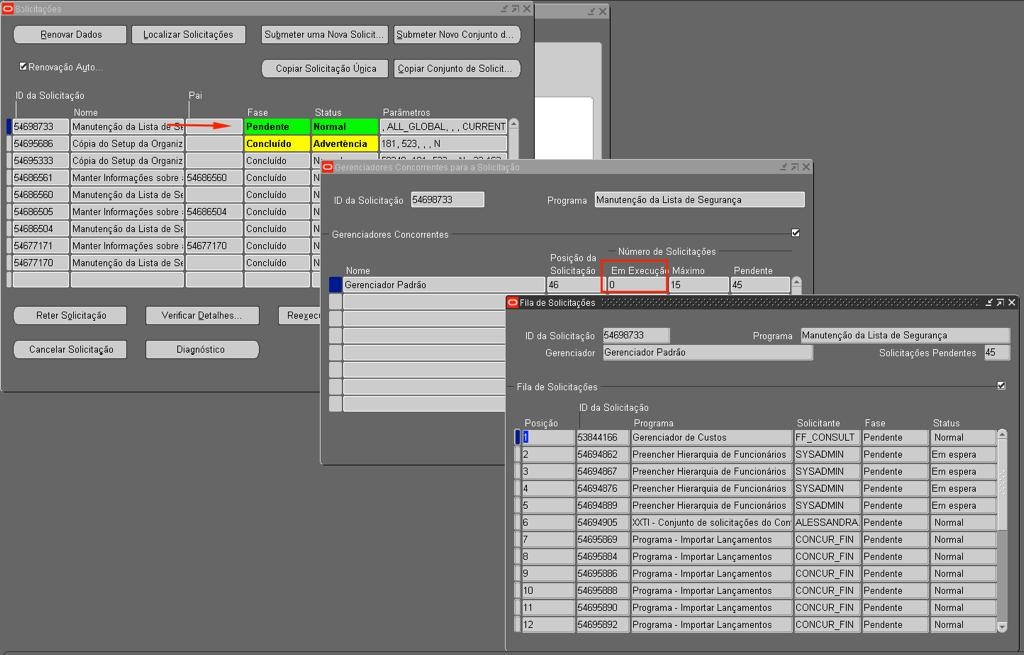 Solicitações
Renovar Dados
Localizar Solicitações
Submeter uma Nova Solicit...
Submeter Novo Conjunto d...
Renovação Auto...
Copiar Solicitação Única
Copiar Conjunto de Solicit...
ID da Solicitação Pai
Nome Fase Status Parâmetros
54698733 Manutenção da Lista de Se Pendente Normal , ALL_GLOBAL, , , CURRENT
54695686 Cópia do Setup da Organiz Concluído Advertência 181, 523, , , N
54695333 Cópia do Setup da Organiz Concluído
54686561 Manter Informações sobre 54686560 Concluído
54686560 Manutenção da Lista de Se Concluído
54686505 Manter Informações sobre 54686504 Concluído
54686504 Manutenção da Lista de Se Concluído
54677171 Manter Informações sobre 54677170 Concluído
54677170 Manutenção da Lista de Se Concluído
Reter Solicitação
Verificar Detalhes...
Reexecu
Cancelar Solicitação
Diagnóstico
Gerenciadores Concorrentes para a Solicitação
ID da Solicitação 54698733 Programa Manutenção da Lista de Segurança
Gerenciadores Concorrentes
Número de Solicitações
Posição da
Nome Solicitação Em Execução Máximo Pendente
Gerenciador Padrão 46 0 15 45
Fila de Solicitações
ID da Solicitação 54698733 Programa Manutenção da Lista de Segurança
Gerenciador Gerenciador Padrão Solicitações Pendentes 45
Fila de Solicitações
ID da Solicitação
Posição Programa Solicitante Fase Status
1 53844166 Gerenciador de Custos FF_CONSULT Pendente Normal
2 54694862 Preencher Hierarquia de Funcionários SYSADMIN Pendente Em espera
3 54694867 Preencher Hierarquia de Funcionários SYSADMIN Pendente Em espera
4 54694876 Preencher Hierarquia de Funcionários SYSADMIN Pendente Em espera
5 54694889 Preencher Hierarquia de Funcionários SYSADMIN Pendente Em espera
6 54694905 XXTI - Conjunto de solicitações do Con ALESSANDRA. Pendente Normal
7 54695869 Programa - Importar Lançamentos CONCUR_FIN Pendente Normal
8 54695884 Programa - Importar Lançamentos CONCUR_FIN Pendente Normal
9 54695886 Programa - Importar Lançamentos CONCUR_FIN Pendente Normal
10 54695888 Programa - Importar Lançamentos CONCUR_FIN Pendente Normal
11 54695890 Programa - Importar Lançamentos CONCUR_FIN Pendente Normal
12 54695892 Programa - Importar Lançamentos CONCUR_FIN Pendente Normal